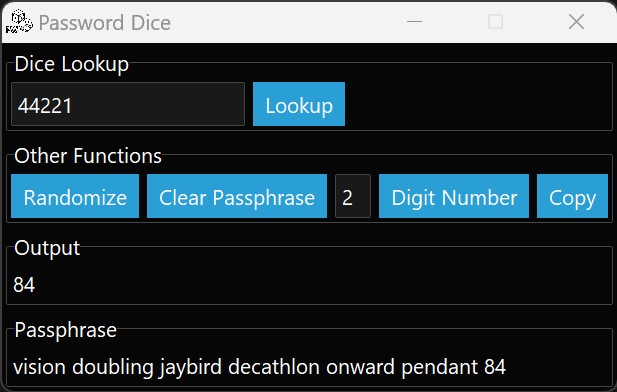 Password Dice
Dice Lookup
44221 Lookup
Other Functions
Randomize Clear Passphrase 2 Digit Number Copy
Output
84
Passphrase
vision doubling jaybird decathlon onward pendant 84